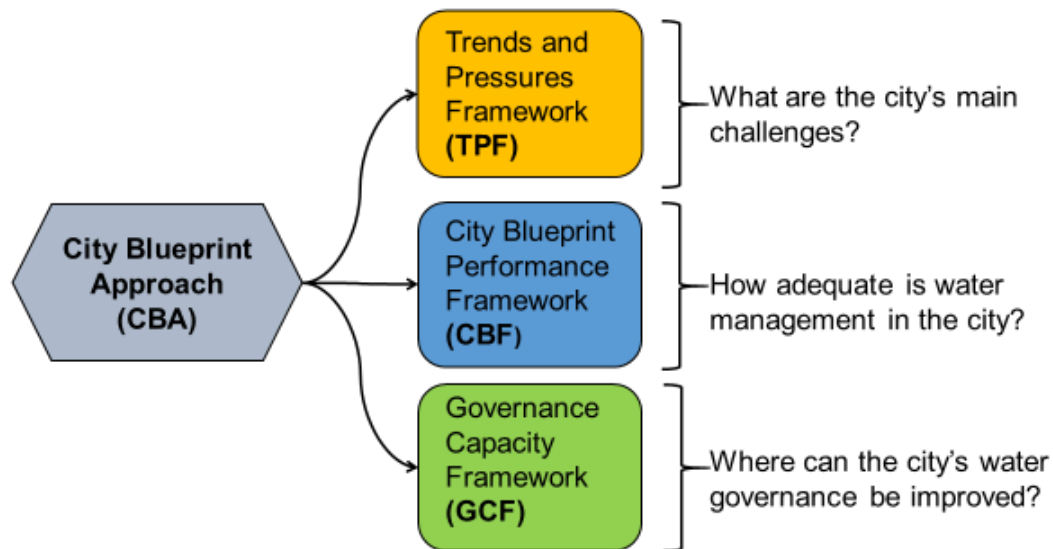 City Blueprint
Approach
(CBA)
Trends and
Pressures
Framework
(TPF)
What are the city's main
challenges?
City Blueprint
Performance
Framework
(CBF)
How adequate is water
management in the city?
Governance
Capacity
Framework
(GCF)
Where can the city's water
governance be improved?